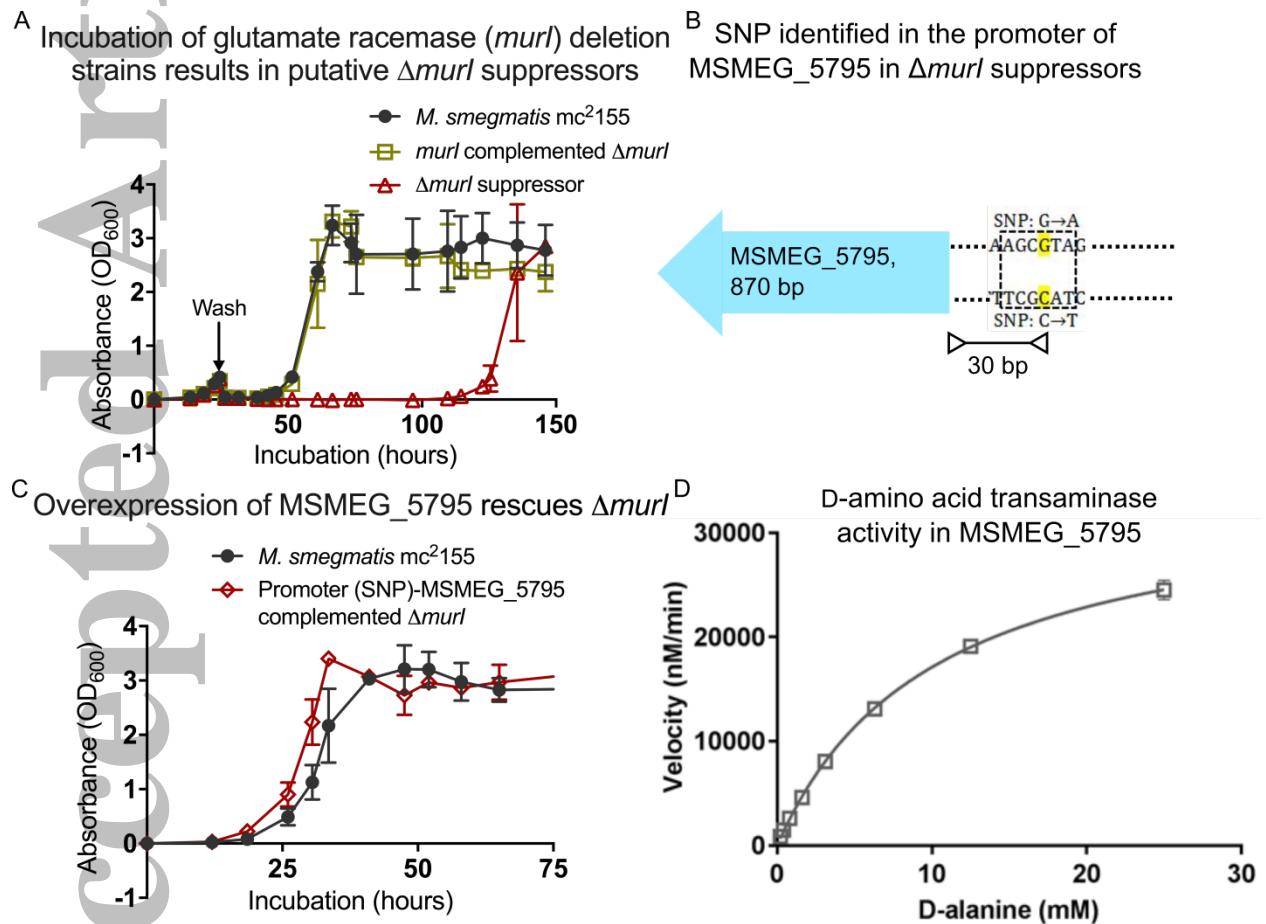 A Incubation of glutamate racemase (murI) deletion
strains results in putative ΔmurI suppressors
M. smegmatis mc²155
murI complemented ΔmurI
ΔmurI suppressor
Absorbance (OD₆₀₀)
4
3
2
1
0
-1
Wash
50
100
150
Incubation (hours)
B SNP identified in the promoter of
MSMEG_5795 in ΔmurI suppressors
MSMEG_5795,
870 bp
SNP: G→A
AAGCGTAG
TTCGCATC
SNP: C→T
30 bp
C Overexpression of MSMEG_5795 rescues ΔmurI
M. smegmatis mc²155
Promoter (SNP)-MSMEG_5795
complemented ΔmurI
Absorbance (OD₆₀₀)
4
3
2
1
0
-1
25
50
75
Incubation (hours)
D D-amino acid transaminase
activity in MSMEG_5795
Velocity (nM/min)
30000
20000
10000
0
0
10
20
30
D-alanine (mM)
cepted Art